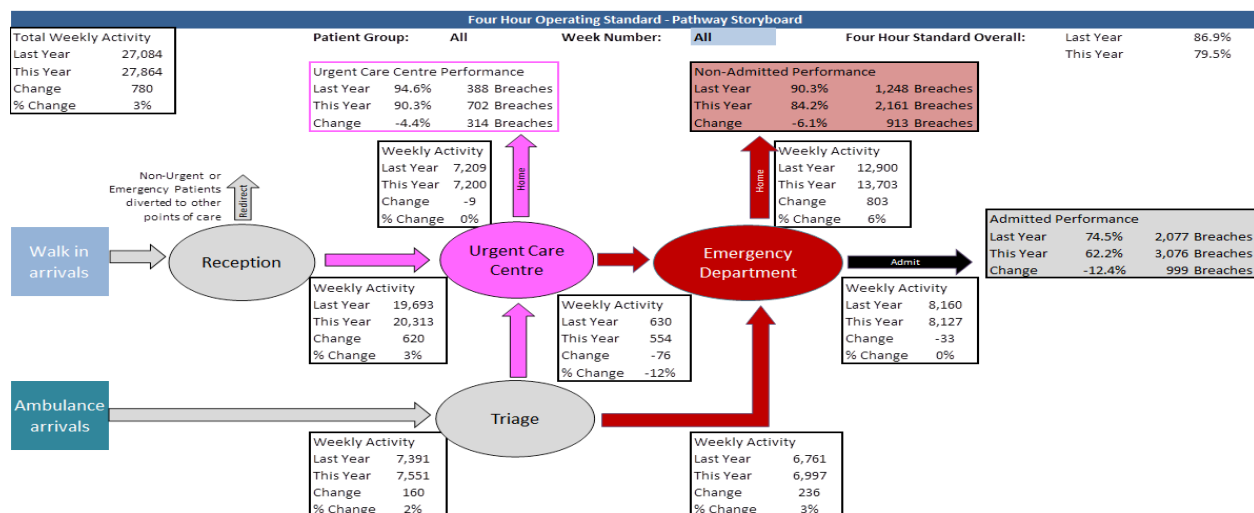 Four Hour Operating Standard - Pathway Storyboard
Total Weekly Activity
Last Year 27,084
This Year 27,864
Change 780
% Change 3%
Patient Group: All
Week Number: All
Four Hour Standard Overall: Last Year 86.9%
This Year 79.5%
Urgent Care Centre Performance
Last Year 94.6% 388 Breaches
This Year 90.3% 702 Breaches
Change -4.4% 314 Breaches
Non-Admitted Performance
Last Year 90.3% 1,248 Breaches
This Year 84.2% 2,161 Breaches
Change -6.1% 913 Breaches
Non-Urgent or
Emergency Patients
diverted to other
points of care
Redirect
Weekly Activity
Last Year 7,209
This Year 7,200
Change -9
% Change 0%
Home
Home
Weekly Activity
Last Year 12,900
This Year 13,703
Change 803
% Change 6%
Walk in
arrivals
Reception
Urgent Care
Centre
Emergency
Department
Admit
Admitted Performance
Last Year 74.5% 2,077 Breaches
This Year 62.2% 3,076 Breaches
Change -12.4% 999 Breaches
Weekly Activity
Last Year 19,693
This Year 20,313
Change 620
% Change 3%
Weekly Activity
Last Year 630
This Year 554
Change -76
% Change -12%
Weekly Activity
Last Year 8,160
This Year 8,127
Change -33
% Change 0%
Ambulance
arrivals
Triage
Weekly Activity
Last Year 7,391
This Year 7,551
Change 160
% Change 2%
Weekly Activity
Last Year 6,761
This Year 6,997
Change 236
% Change 3%